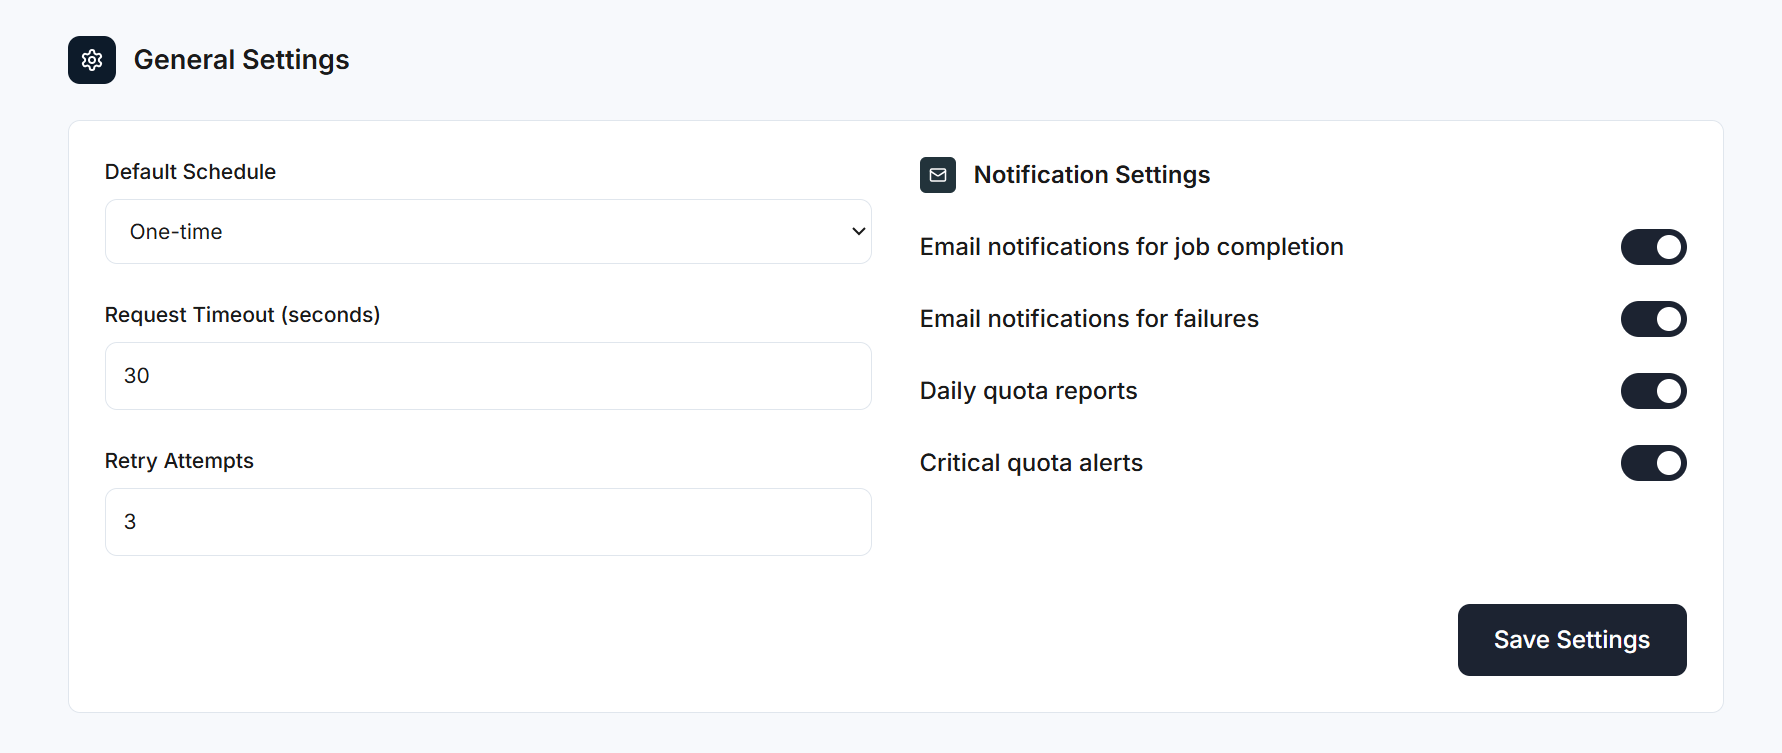 General Settings
Default Schedule
One-time
Request Timeout (seconds)
30
Retry Attempts
3
Notification Settings
Email notifications for job completion
Email notifications for failures
Daily quota reports
Critical quota alerts
Save Settings